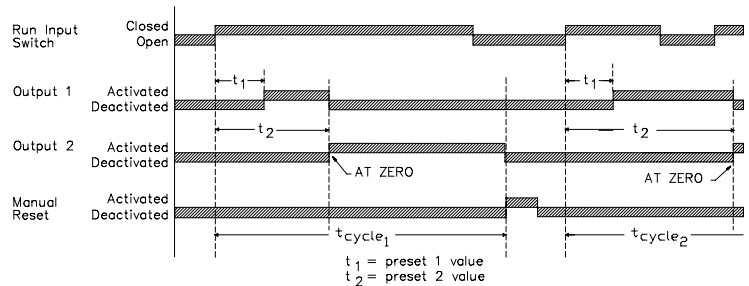 Run Input Switch
Closed
Open
Output 1
Activated
Deactivated
t1
t1
t2
t2
Output 2
Activated
Deactivated
AT ZERO
AT ZERO
Manual Reset
Activated
Deactivated
tcycle1
tcycle2
t1 = preset 1 value
t2 = preset 2 value